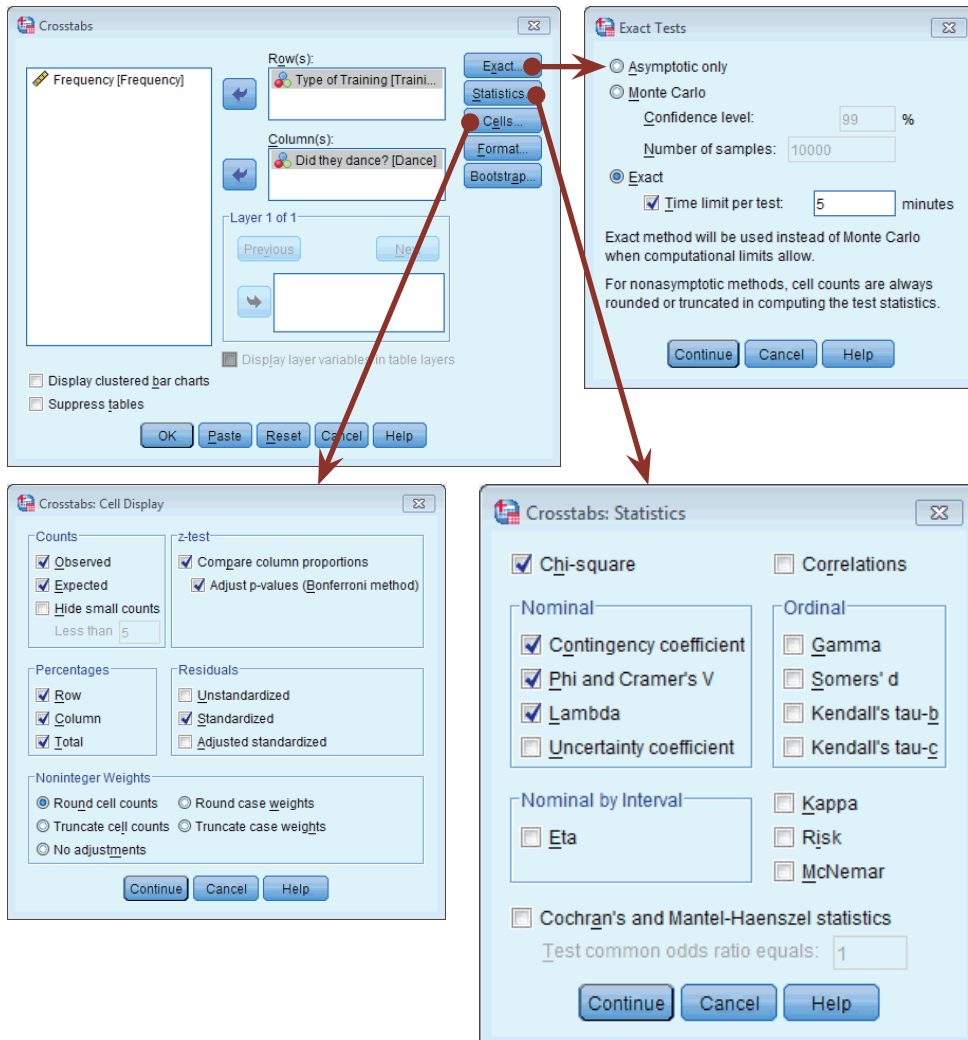 Crosstabs
Row(s):
Frequency [Frequency]
Type of Training [Traini...
Exact...
Statistics...
Cells...
Format...
Bootstrap...
Column(s):
Did they dance? [Dance]
Layer 1 of 1
Previous
Next
Display layer variables in table layers
Display clustered bar charts
Suppress tables
OK
Paste
Reset
Cancel
Help
Exact Tests
Asymptotic only
Monte Carlo
Confidence level: 99 %
Number of samples: 10000
Exact
Time limit per test: 5 minutes
Exact method will be used instead of Monte Carlo
when computational limits allow.
For nonasymptotic methods, cell counts are always
rounded or truncated in computing the test statistics.
Continue
Cancel
Help
Crosstabs: Cell Display
Counts
Observed
Expected
Hide small counts
Less than 5
z-test
Compare column proportions
Adjust p-values (Bonferroni method)
Percentages
Row
Column
Total
Residuals
Unstandardized
Standardized
Adjusted standardized
Noninteger Weights
Round cell counts
Round case weights
Truncate cell counts
Truncate case weights
No adjustments
Continue
Cancel
Help
Crosstabs: Statistics
Chi-square
Correlations
Nominal
Contingency coefficient
Phi and Cramer's V
Lambda
Uncertainty coefficient
Ordinal
Gamma
Somers' d
Kendall's tau-b
Kendall's tau-c
Nominal by Interval
Eta
Kappa
Risk
McNemar
Cochran's and Mantel-Haenszel statistics
Test common odds ratio equals: 1
Continue
Cancel
Help